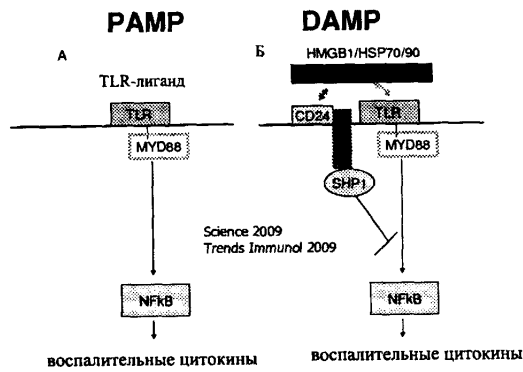 PAMP
DAMP
А
Б
HMGB1/HSP70/90
TLR-лиганд
TLR
CD24
TLR
MYD88
MYD88
SHP1
Science 2009
Trends Immunol 2009
NFkB
NFkB
воспалительные цитокины
воспалительные цитокины